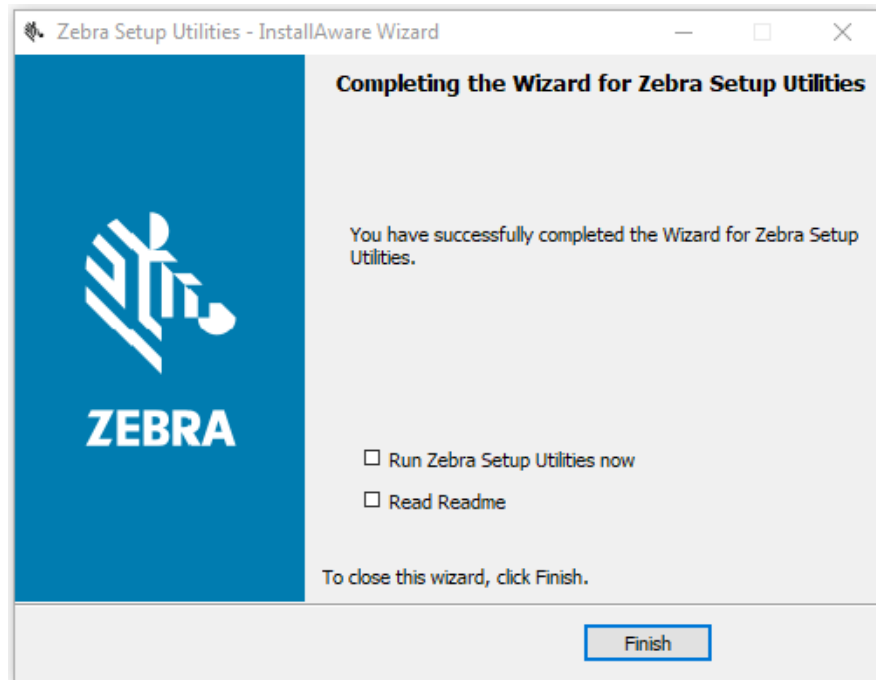 Zebra Setup Utilities - InstallAware Wizard
Completing the Wizard for Zebra Setup Utilities
You have successfully completed the Wizard for Zebra Setup
Utilities.
ZEBRA
Run Zebra Setup Utilities now
Read Readme
To close this wizard, click Finish.
Finish